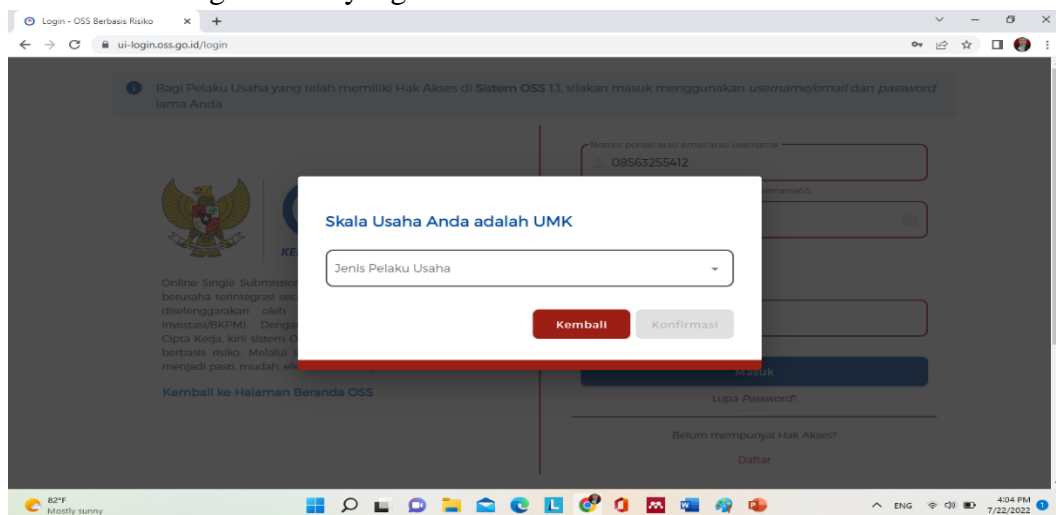 Login - OSS Berbasis Risiko
ui-login.oss.go.id/login
Bagi Pelaku Usaha yang telah memiliki Hak Akses di Sistem OSS 1.1, silakan masuk menggunakan username/email dan password
lama Anda
Nomor ponsel atau email atau username
08563255412
KE
Skala Usaha Anda adalah UMK
Jenis Pelaku Usaha
Kembali
Konfirmasi
Online Single Submission
berusaha terintegrasi
diselenggarakan oleh
Investasi/BKPM).
Cipta Kerja, kini sistem
berbasis risiko. Melalui
menjadi pasti, mudah,
Kembali ke Halaman Beranda OSS
Masuk
Lupa Password?
Belum mempunyai Hak Akses?
Daftar
82°F
Mostly sunny
ENG
4:04 PM
7/22/2022
1